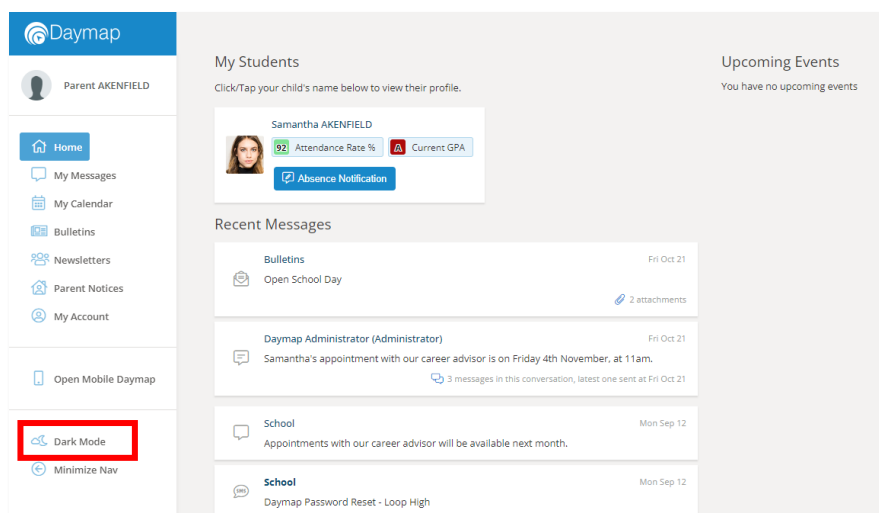 Daymap
Parent AKENFIELD
Home
My Messages
My Calendar
Bulletins
Newsletters
Parent Notices
My Account
Open Mobile Daymap
Dark Mode
Minimize Nav
My Students
Click/Tap your child's name below to view their profile.
Samantha AKENFIELD
92 Attendance Rate % A Current GPA
Absence Notification
Recent Messages
Bulletins Fri Oct 21
Open School Day
2 attachments
Daymap Administrator (Administrator) Fri Oct 21
Samantha's appointment with our career advisor is on Friday 4th November, at 11am.
3 messages in this conversation, latest one sent at Fri Oct 21
School Mon Sep 12
Appointments with our career advisor will be available next month.
School Mon Sep 12
SMS Daymap Password Reset - Loop High
Upcoming Events
You have no upcoming events